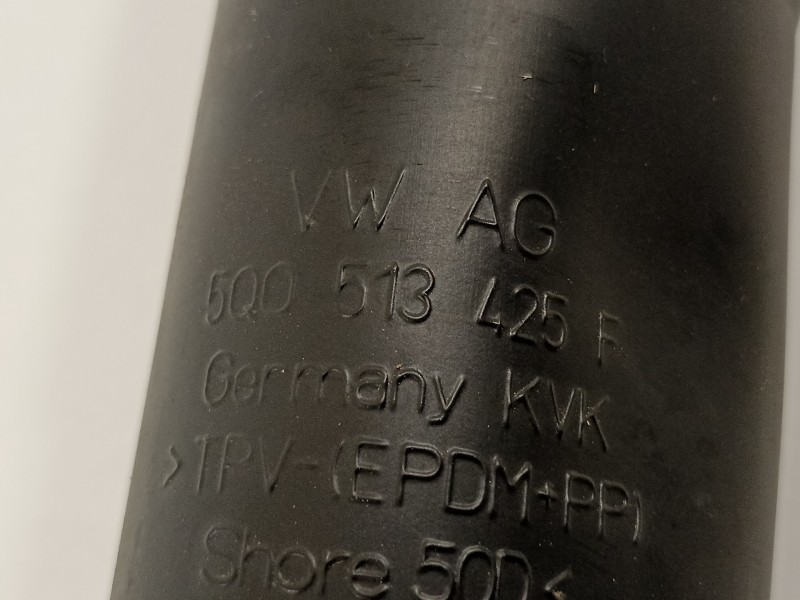 VW AG
5Q0 513 425 F
Germany KVK
>TPV-(EPDM+PP)
Shore 50D<